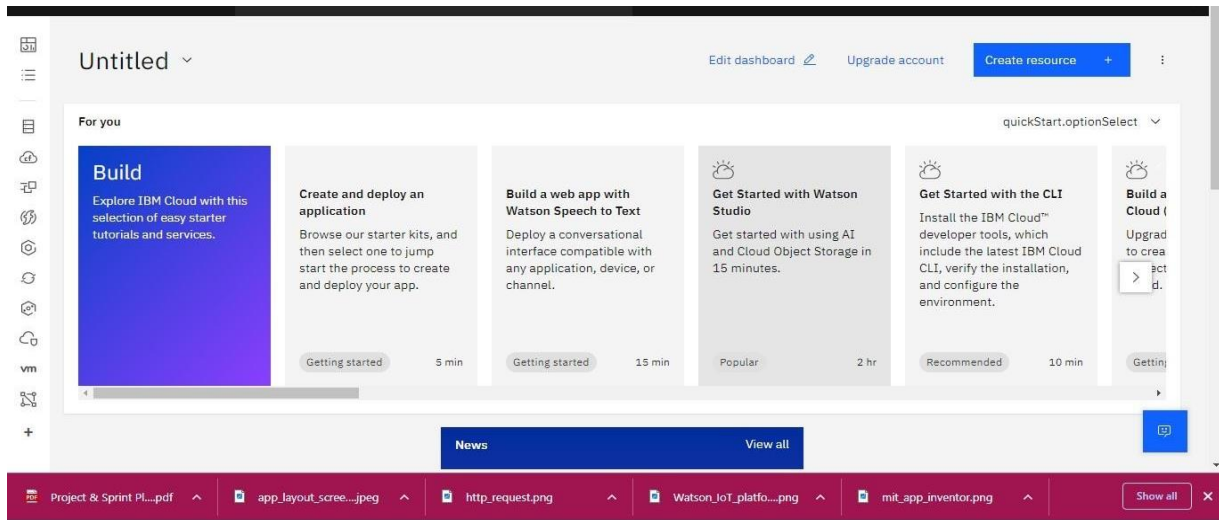 Untitled
Edit dashboard
Upgrade account
Create resource +
For you
quickStart.optionSelect
Build
Explore IBM Cloud with this
selection of easy starter
tutorials and services.
Create and deploy an
application
Browse our starter kits, and
then select one to jump
start the process to create
and deploy your app.
Getting started
5 min
Build a web app with
Watson Speech to Text
Deploy a conversational
interface compatible with
any application, device, or
channel.
Getting started
15 min
Get Started with Watson
Studio
Get started with using AI
and Cloud Object Storage in
15 minutes.
Popular
2 hr
Get Started with the CLI
Install the IBM Cloud™
developer tools, which
include the latest IBM Cloud
CLI, verify the installation,
and configure the
environment.
Recommended
10 min
Build a
Cloud (
Upgrad
to crea
ect
d.
Gettin
vm
News
View all
PDF
Project & Sprint Pl....pdf
app_layout_scree....jpeg
http_request.png
Watson_IoT_platfo....png
mit_app_inventor.png
Show all